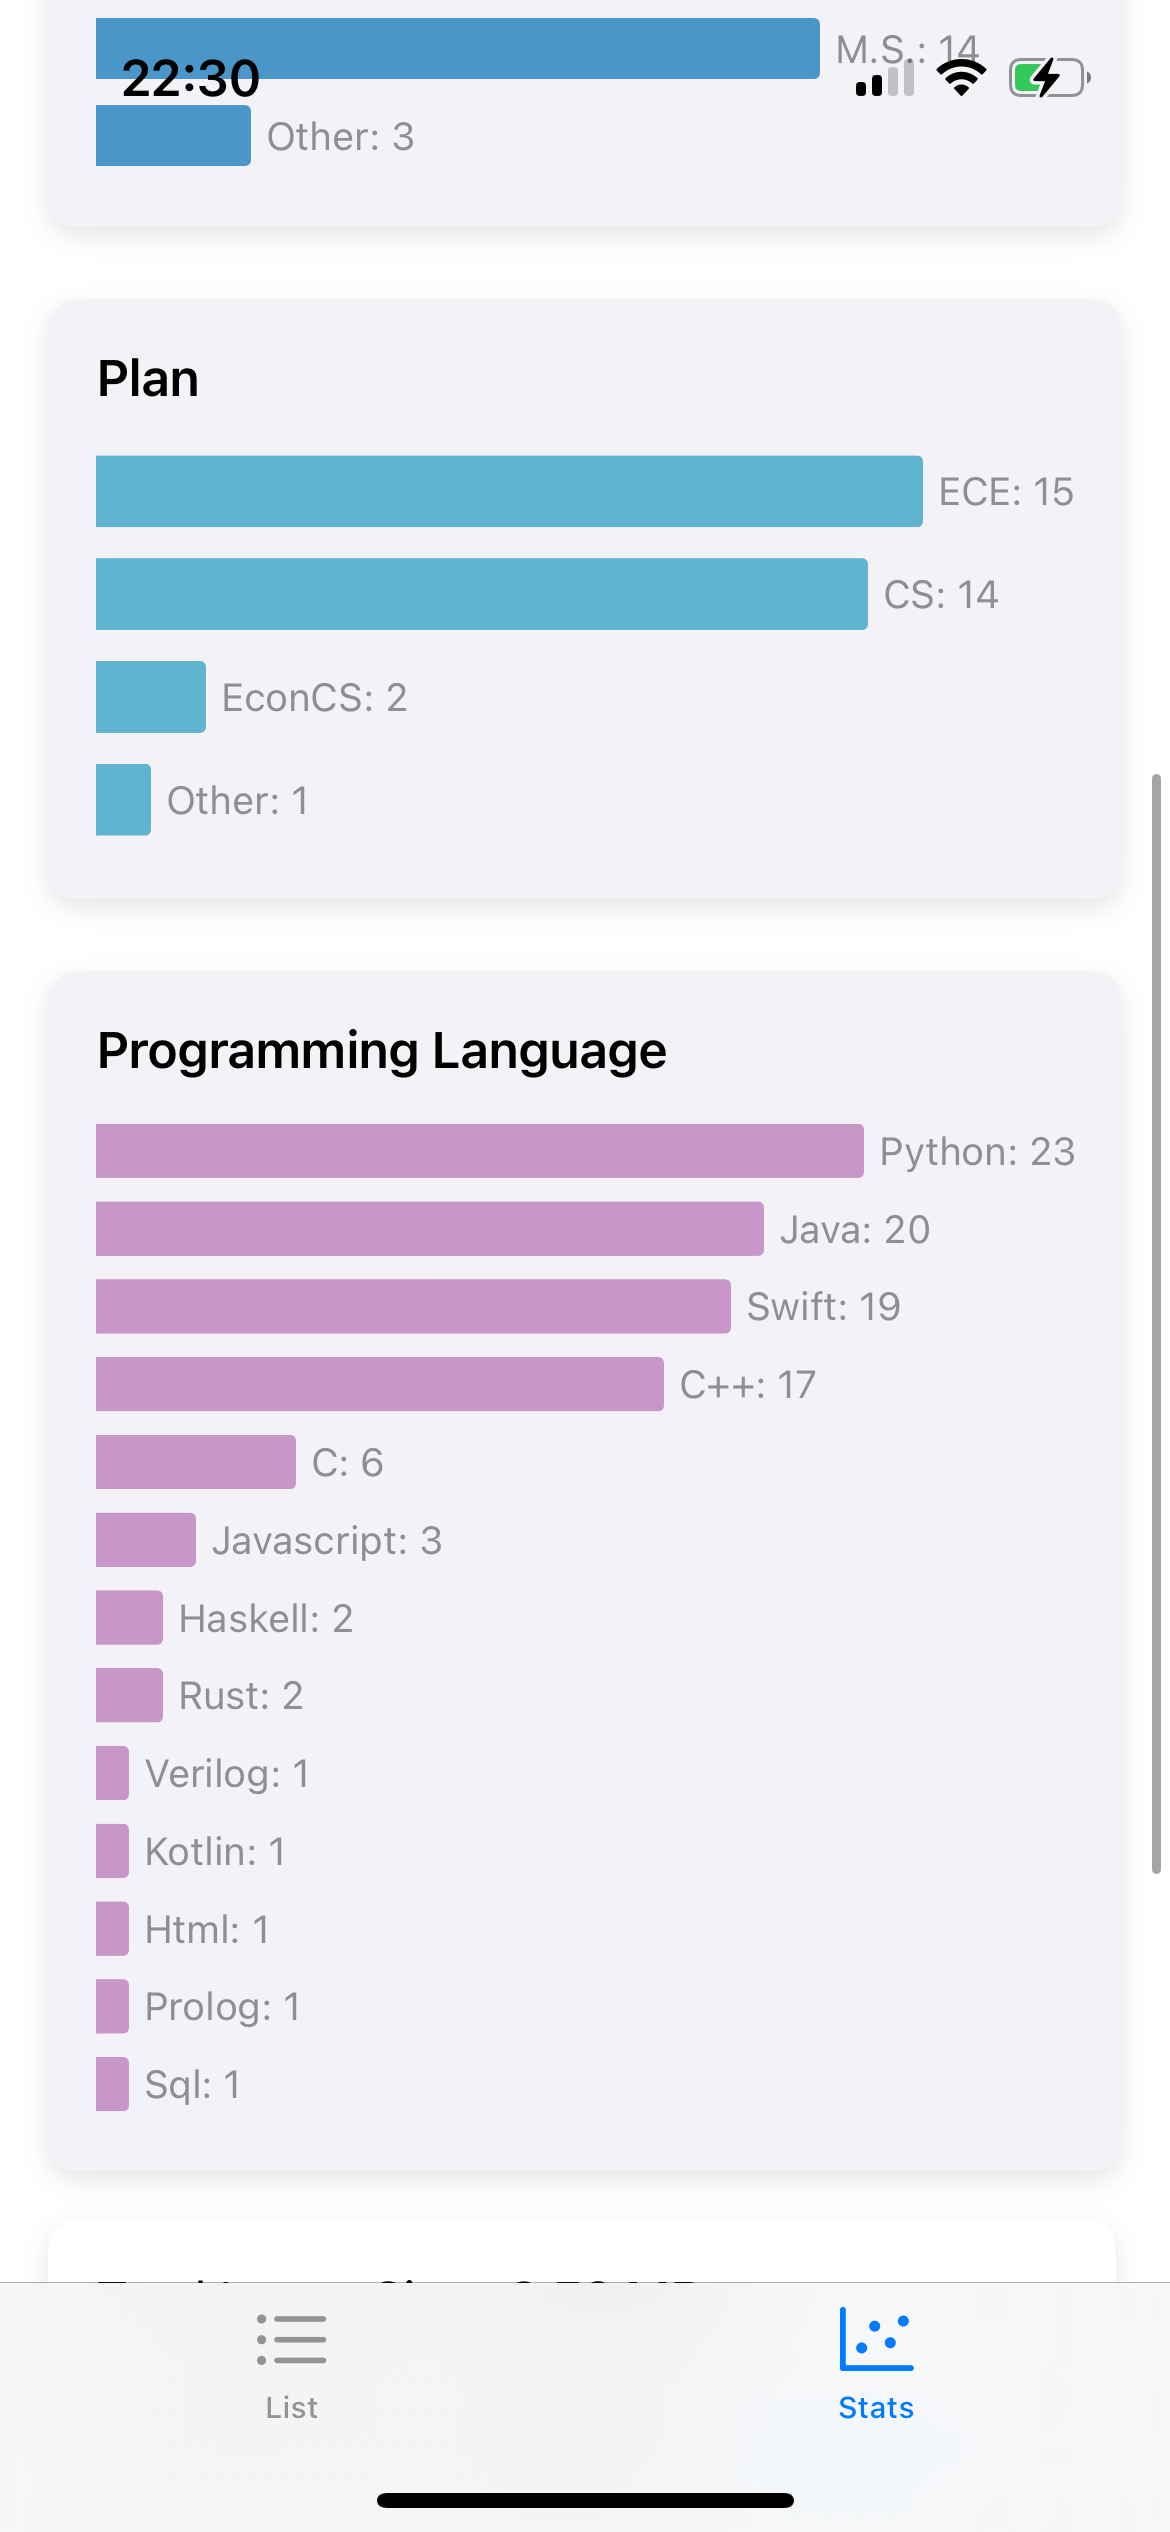 M.S.: 14
22:30
Other: 3
Plan
ECE: 15
CS: 14
EconCS: 2
Other: 1
Programming Language
Python: 23
Java: 20
Swift: 19
C++: 17
C: 6
Javascript: 3
Haskell: 2
Rust: 2
Verilog: 1
Kotlin: 1
Html: 1
Prolog: 1
Sql: 1
List
Stats